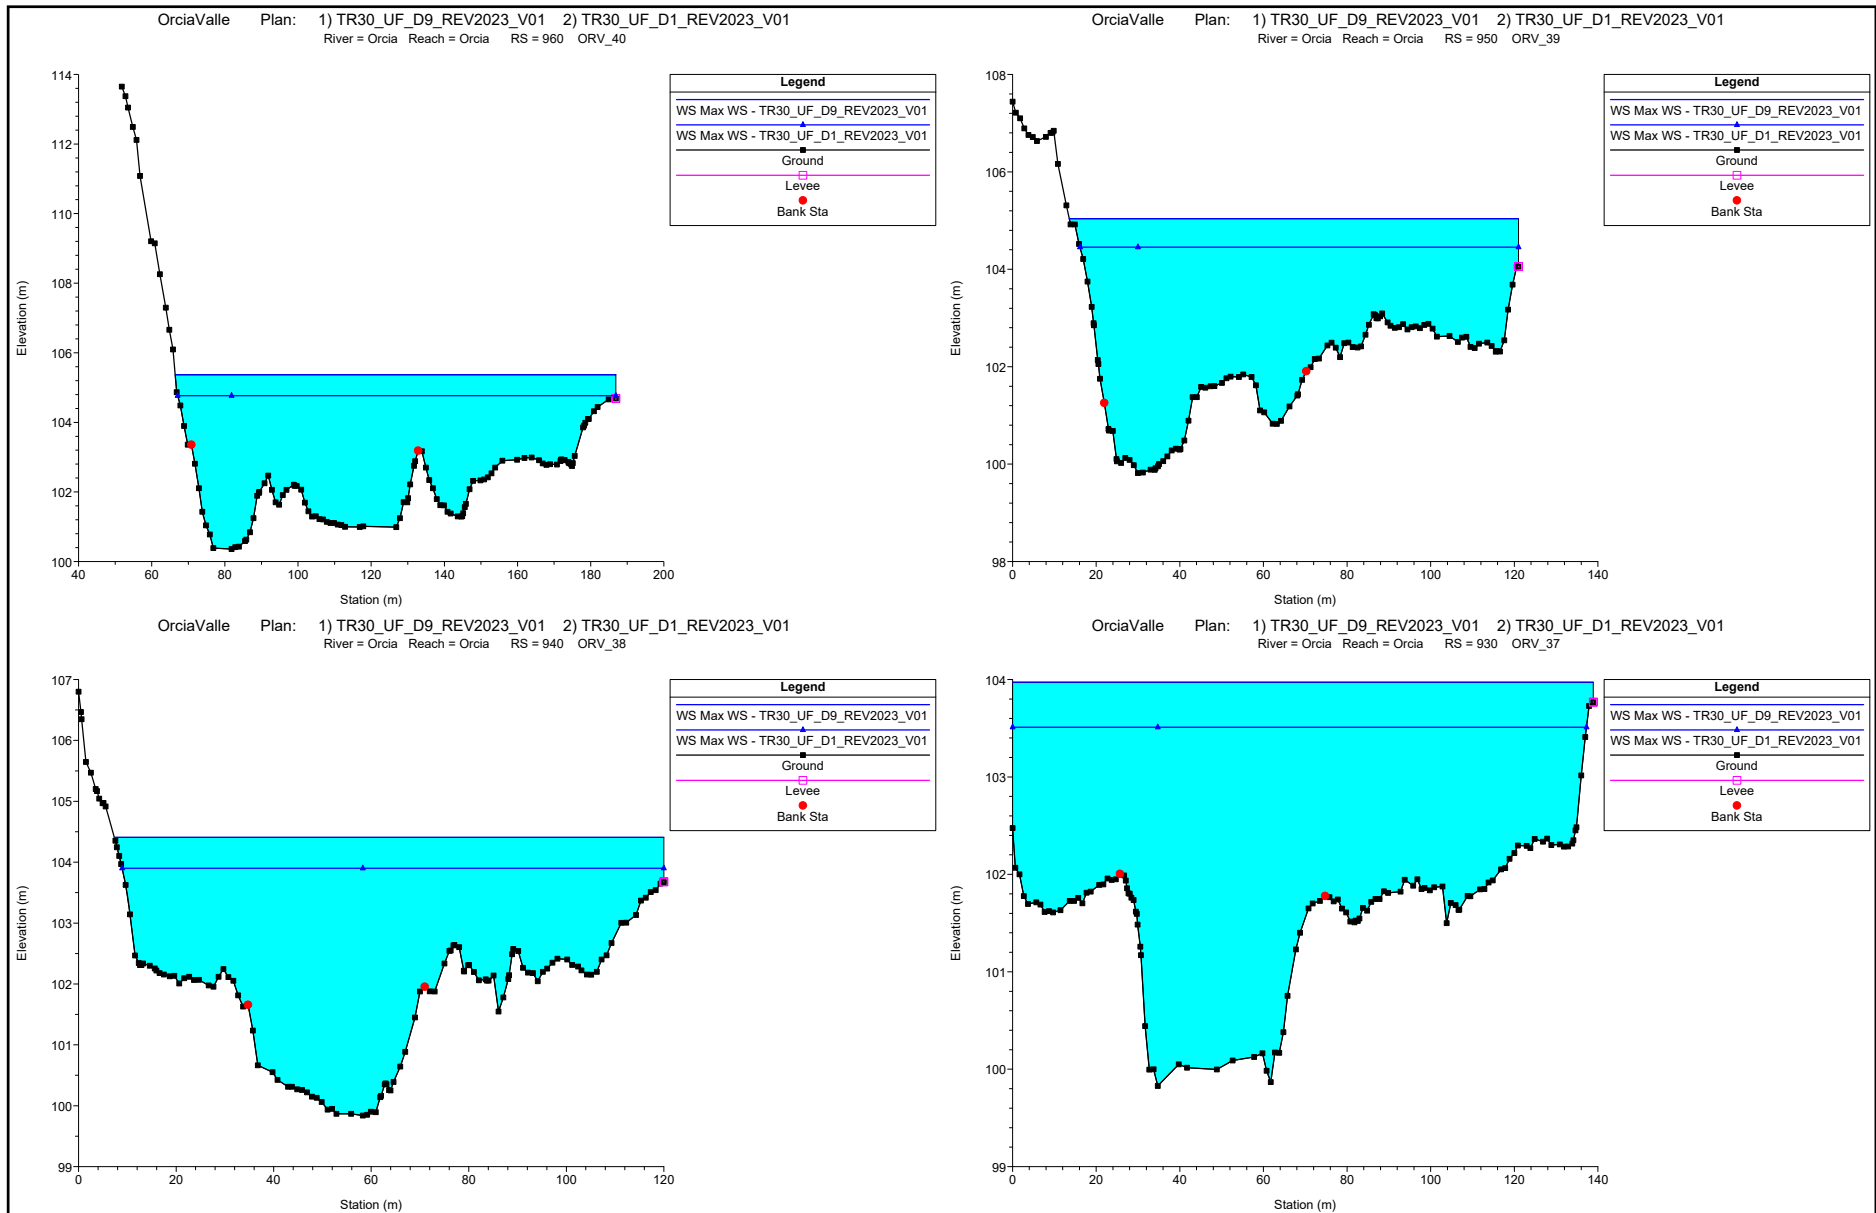 OrciaValle Plan: 1) TR30_UF_D9_REV2023_V01 2) TR30_UF_D1_REV2023_V01
River = Orcia Reach = Orcia RS = 960 ORV_40
114
112
110
108
106
104
102
100
40 60 80 100 120 140 160 180 200
Elevation (m)
Station (m)
Legend
WS Max WS - TR30_UF_D9_REV2023_V01
WS Max WS - TR30_UF_D1_REV2023_V01
Ground
Levee
Bank Sta
OrciaValle Plan: 1) TR30_UF_D9_REV2023_V01 2) TR30_UF_D1_REV2023_V01
River = Orcia Reach = Orcia RS = 950 ORV_39
108
106
104
102
100
98
0 20 40 60 80 100 120 140
Elevation (m)
Station (m)
Legend
WS Max WS - TR30_UF_D9_REV2023_V01
WS Max WS - TR30_UF_D1_REV2023_V01
Ground
Levee
Bank Sta
OrciaValle Plan: 1) TR30_UF_D9_REV2023_V01 2) TR30_UF_D1_REV2023_V01
River = Orcia Reach = Orcia RS = 940 ORV_38
107
106
105
104
103
102
101
100
99
0 20 40 60 80 100 120
Elevation (m)
Station (m)
Legend
WS Max WS - TR30_UF_D9_REV2023_V01
WS Max WS - TR30_UF_D1_REV2023_V01
Ground
Levee
Bank Sta
OrciaValle Plan: 1) TR30_UF_D9_REV2023_V01 2) TR30_UF_D1_REV2023_V01
River = Orcia Reach = Orcia RS = 930 ORV_37
104
103
102
101
100
99
0 20 40 60 80 100 120 140
Elevation (m)
Station (m)
Legend
WS Max WS - TR30_UF_D9_REV2023_V01
WS Max WS - TR30_UF_D1_REV2023_V01
Ground
Levee
Bank Sta